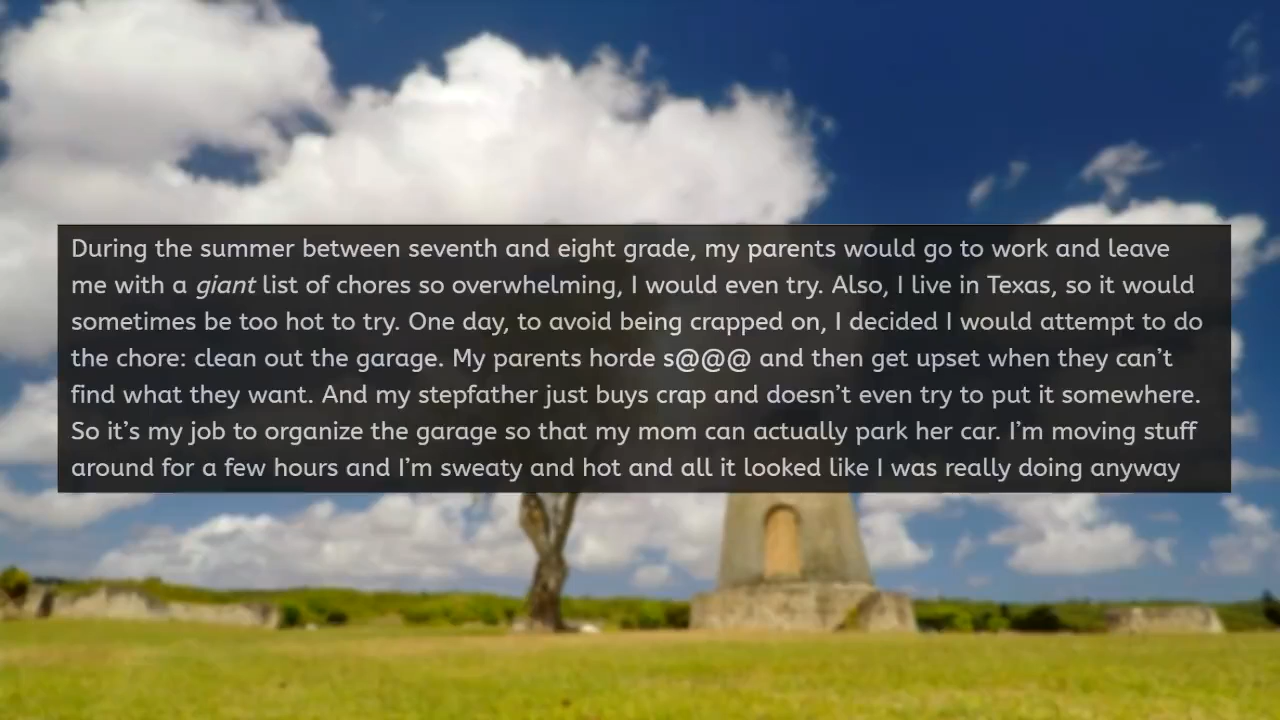 During the summer between seventh and eight grade, my parents would go to work and leave
me with a giant list of chores so overwhelming, I would even try. Also, I live in Texas, so it would
sometimes be too hot to try. One day, to avoid being crapped on, I decided I would attempt to do
the chore: clean out the garage. My parents horde s@@@ and then get upset when they can’t
find what they want. And my stepfather just buys crap and doesn’t even try to put it somewhere.
So it’s my job to organize the garage so that my mom can actually park her car. I’m moving stuff
around for a few hours and I’m sweaty and hot and all it looked like I was really doing anyway